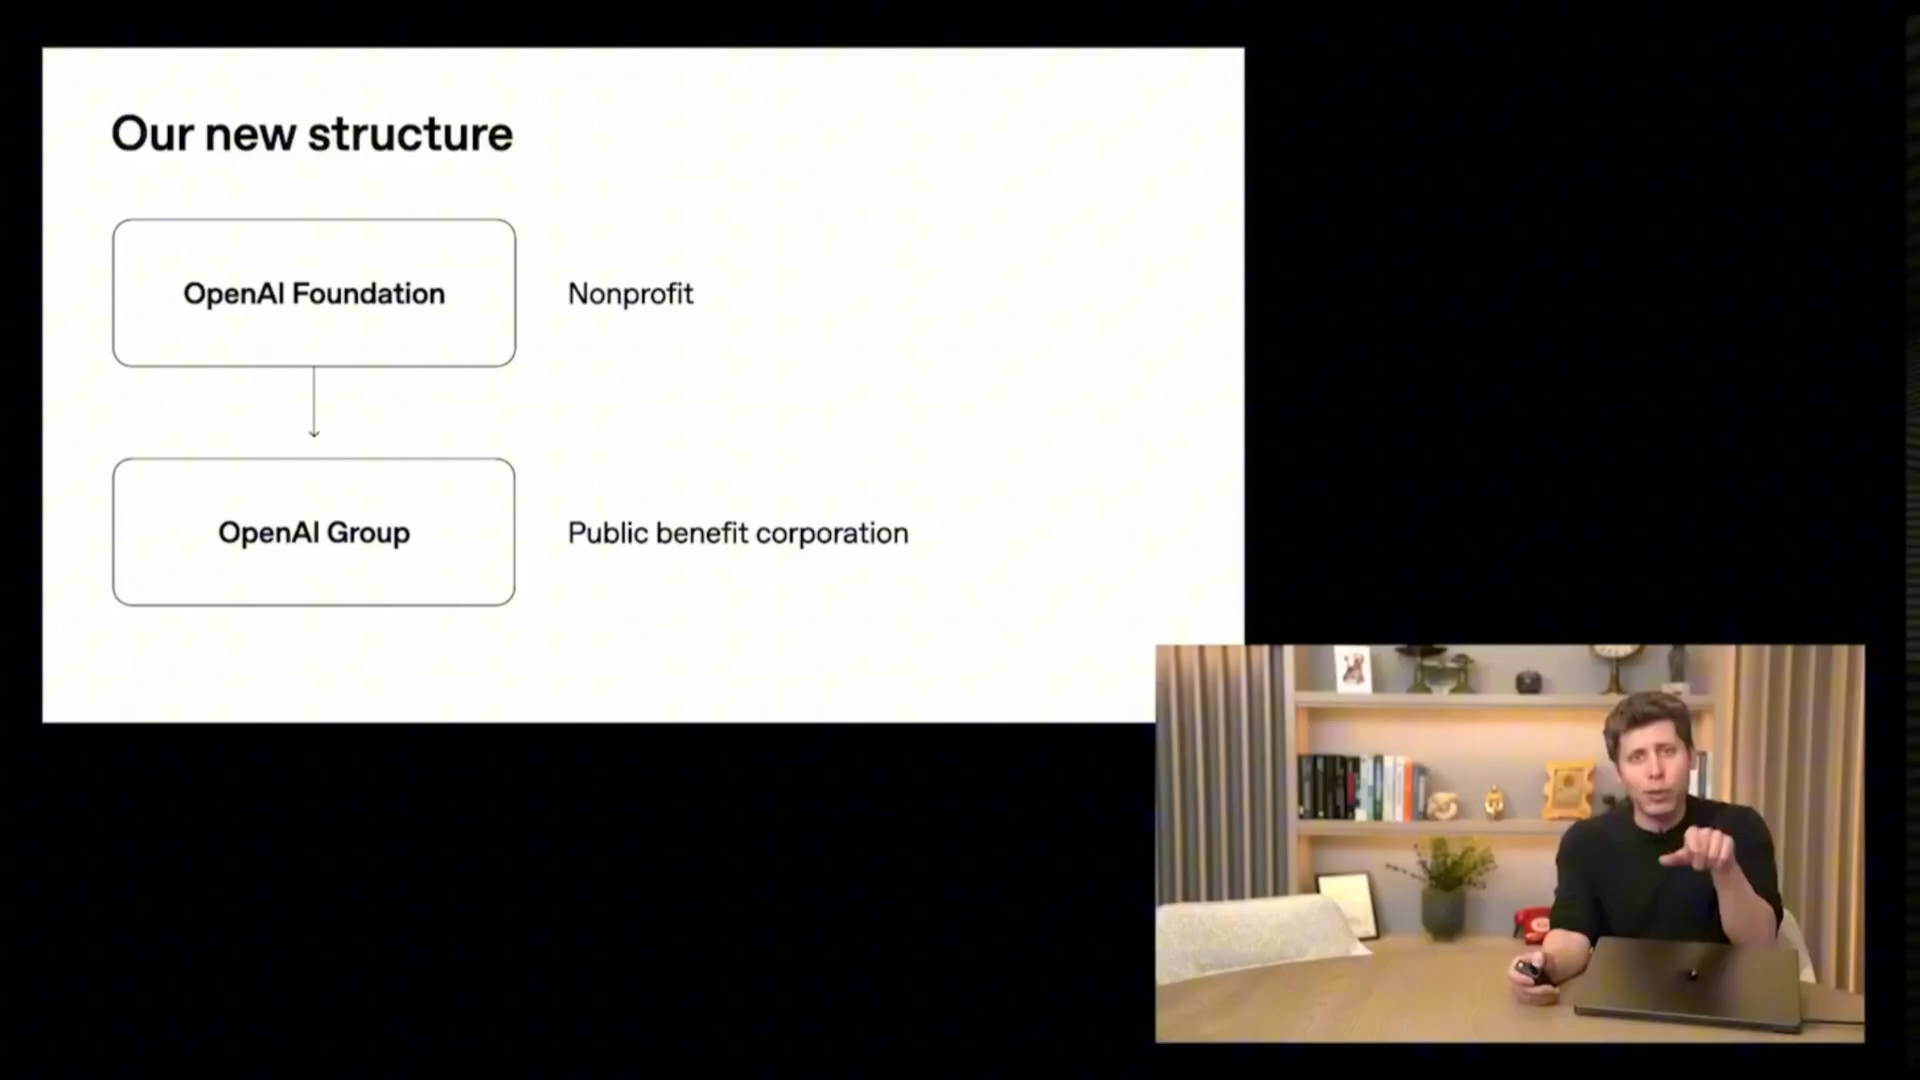 Our new structure
OpenAI Foundation
Nonprofit
OpenAI Group
Public benefit corporation